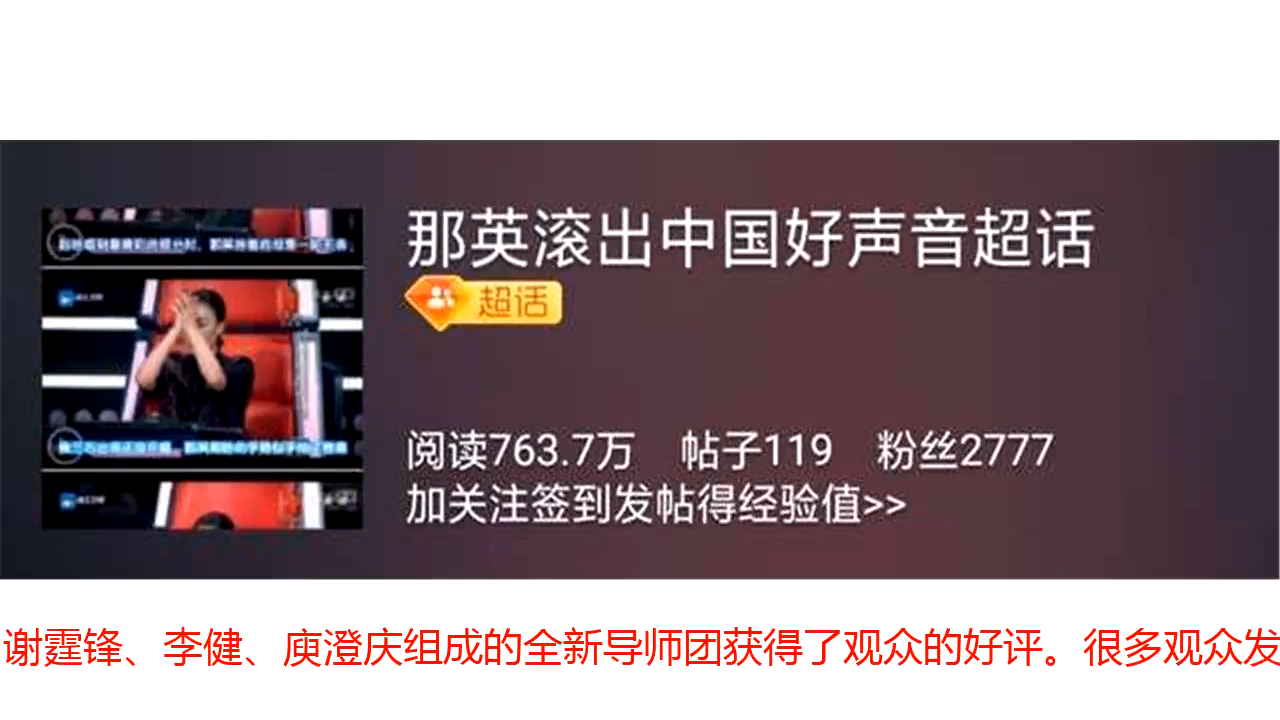 那英滚出中国好声音超话
超话
阅读763.7万 帖子119 粉丝2777
加关注签到发帖得经验值>>
谢霆锋、李健、庾澄庆组成的全新导师团获得了观众的好评。很多观众发